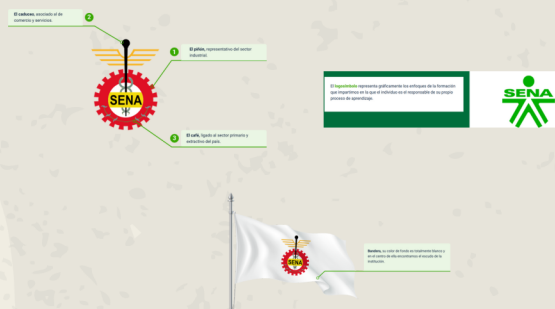 El caduceo, asociado al de
comercio y servicios.
2
1
El piñón, representativo del sector
industrial.
SENA
3
El café, ligado al sector primario y
extractivo del país.
El logosímbolo representa gráficamente los enfoques de la formación
que impartimos en la que el individuo es el responsable de su propio
proceso de aprendizaje.
SENA
SENA
Bandera, su color de fondo es totalmente blanco y
en el centro de ella encontramos el escudo de la
institución.